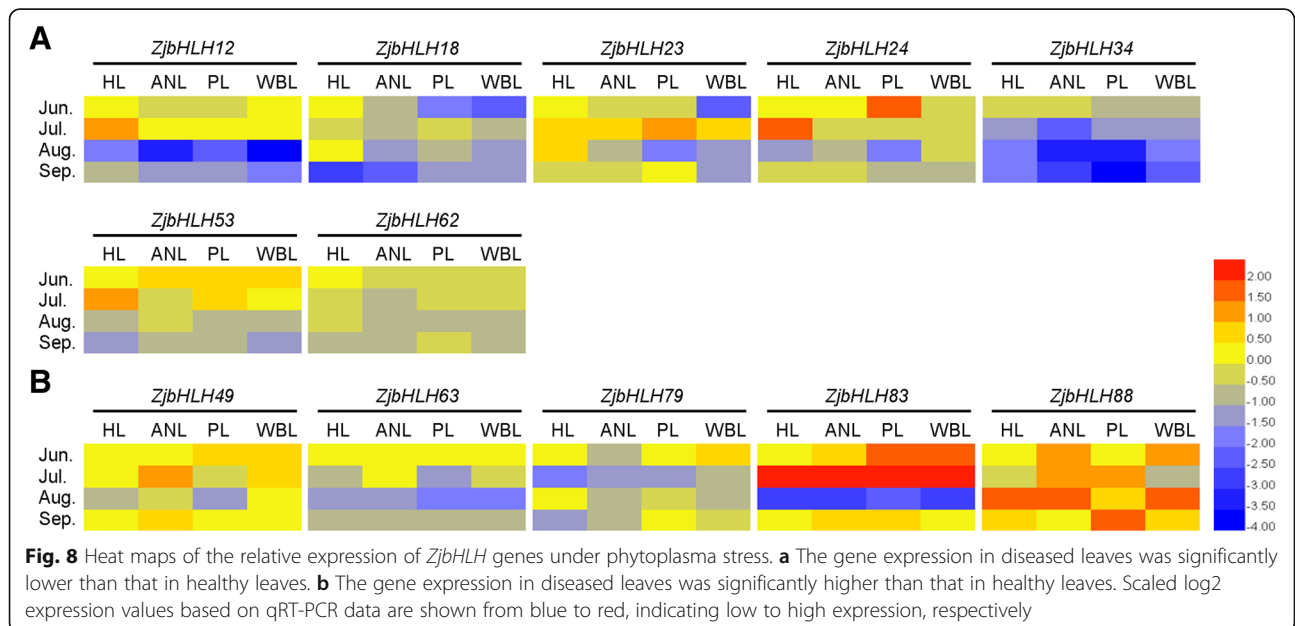 A
ZjbHLH12 ZjbHLH18 ZjbHLH23 ZjbHLH24 ZjbHLH34
HL ANL PL WBL HL ANL PL WBL HL ANL PL WBL HL ANL PL WBL HL ANL PL WBL
Jun.
Jul.
Aug.
Sep.
ZjbHLH53 ZjbHLH62
HL ANL PL WBL HL ANL PL WBL
Jun.
Jul.
Aug.
Sep.
B
ZjbHLH49 ZjbHLH63 ZjbHLH79 ZjbHLH83 ZjbHLH88
HL ANL PL WBL HL ANL PL WBL HL ANL PL WBL HL ANL PL WBL HL ANL PL WBL
Jun.
Jul.
Aug.
Sep.
2.00
1.50
1.00
0.50
0.00
-0.50
-1.00
-1.50
-2.00
-2.50
-3.00
-3.50
-4.00
Fig. 8 Heat maps of the relative expression of ZjbHLH genes under phytoplasma stress. a The gene expression in diseased leaves was significantly
lower than that in healthy leaves. b The gene expression in diseased leaves was significantly higher than that in healthy leaves. Scaled log2
expression values based on qRT-PCR data are shown from blue to red, indicating low to high expression, respectively